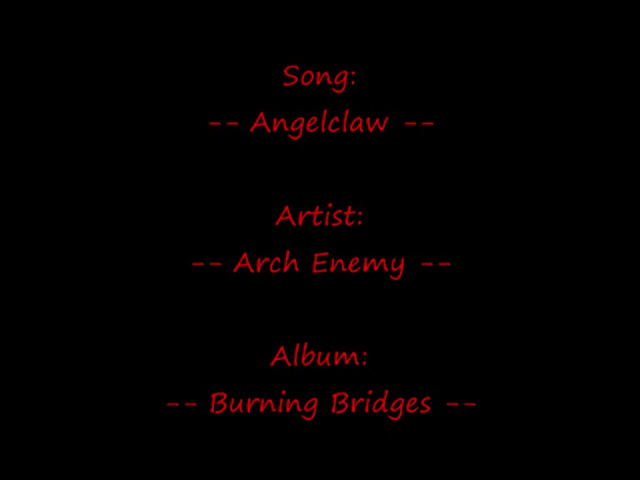 Song:
-- Angelclaw --
Artist:
-- Arch Enemy --
Album:
-- Burning Bridges --